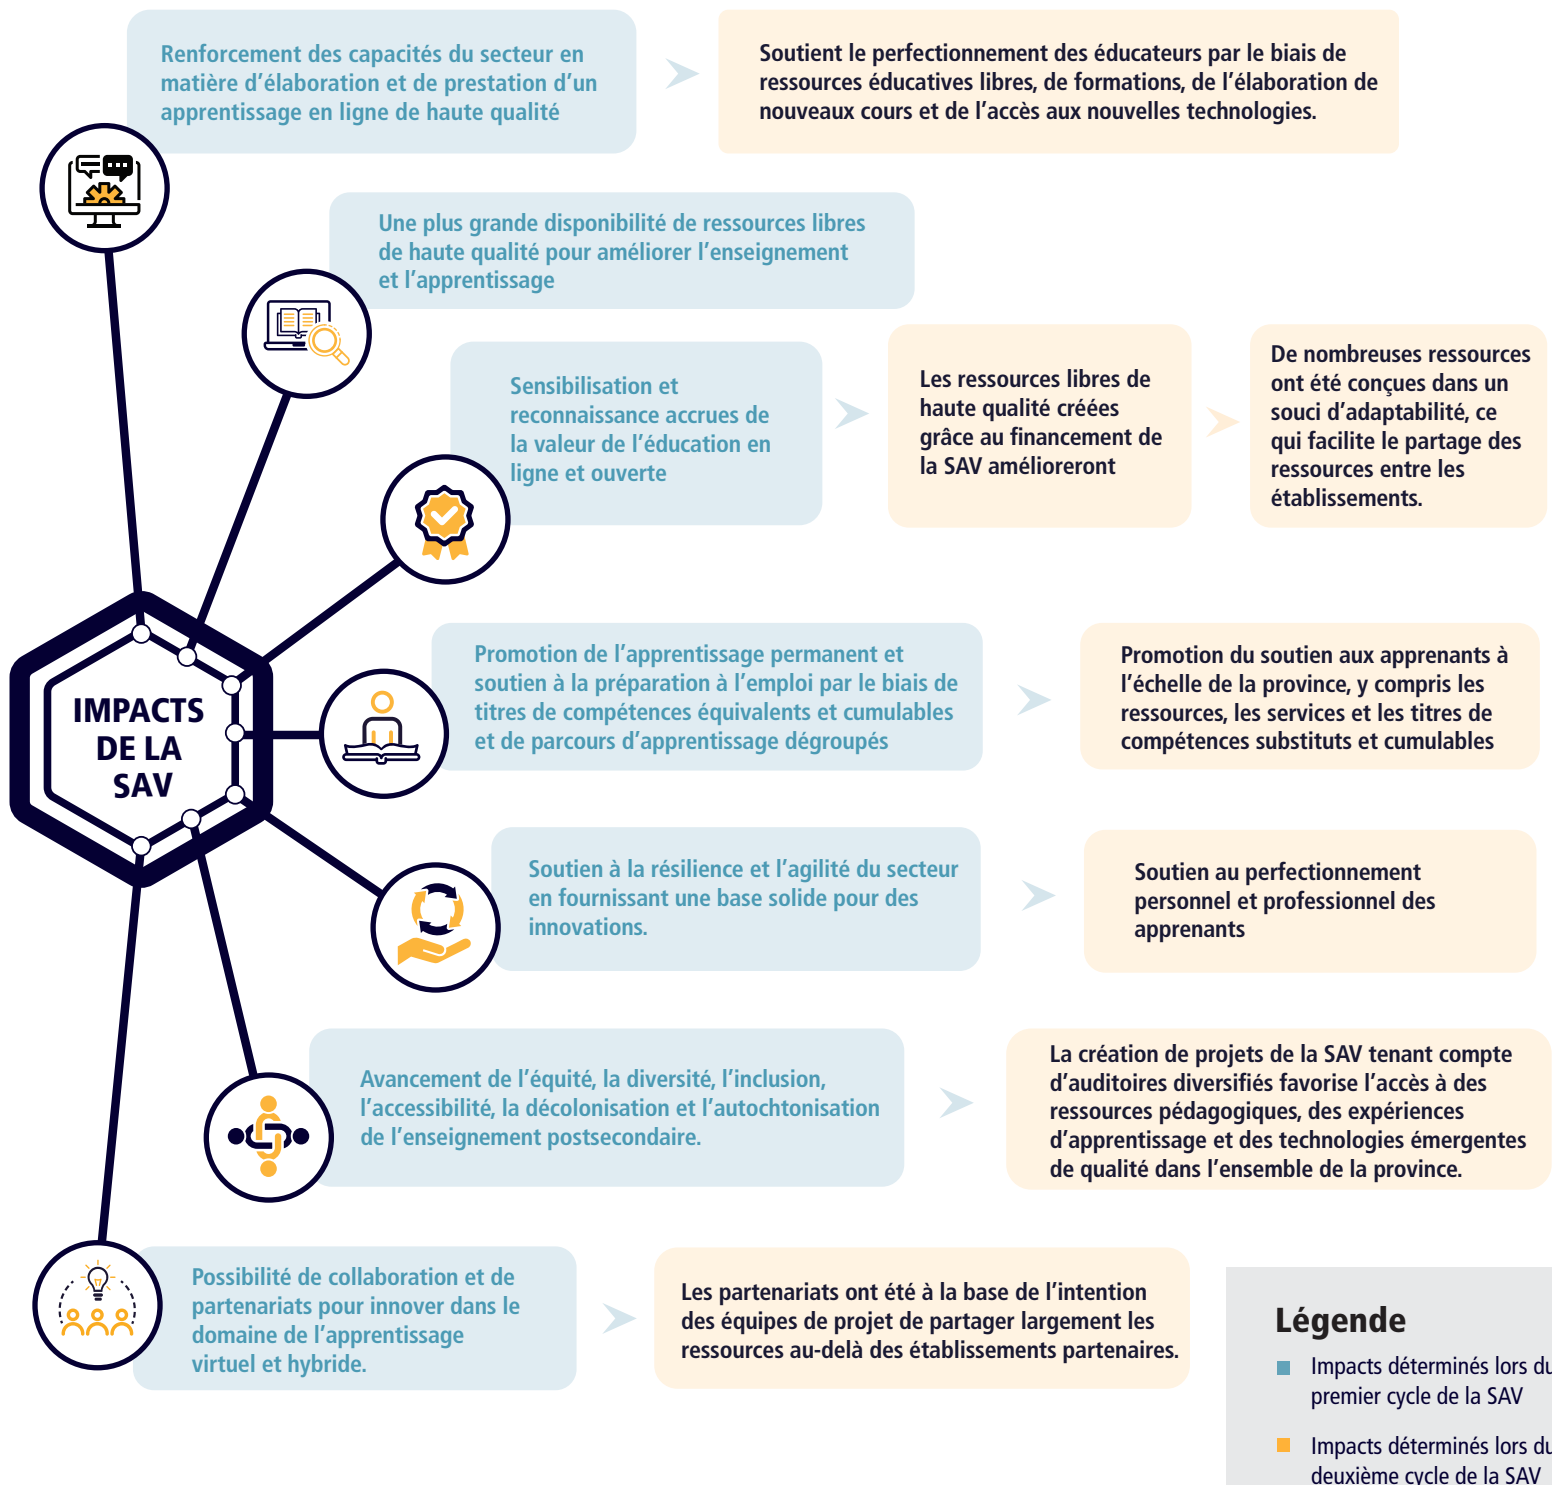 Renforcement des capacités du secteur en
matière d’élaboration et de prestation d’un
apprentissage en ligne de haute qualité
Soutient le perfectionnement des éducateurs par le biais de
ressources éducatives libres, de formations, de l’élaboration de
nouveaux cours et de l’accès aux nouvelles technologies.
Une plus grande disponibilité de ressources libres
de haute qualité pour améliorer l’enseignement
et l’apprentissage
Sensibilisation et
reconnaissance accrues de
la valeur de l’éducation en
ligne et ouverte
Les ressources libres de
haute qualité créées
grâce au financement de
la SAV amélioreront
De nombreuses ressources
ont été conçues dans un
souci d’adaptabilité, ce
qui facilite le partage des
ressources entre les
établissements.
IMPACTS
DE LA
SAV
Promotion de l’apprentissage permanent et
soutien à la préparation à l’emploi par le biais de
titres de compétences équivalents et cumulables
et de parcours d’apprentissage dégroupés
Promotion du soutien aux apprenants à
l’échelle de la province, y compris les
ressources, les services et les titres de
compétences substituts et cumulables
Soutien à la résilience et l’agilité du secteur
en fournissant une base solide pour des
innovations.
Soutien au perfectionnement
personnel et professionnel des
apprenants
Avancement de l’équité, la diversité, l’inclusion,
l’accessibilité, la décolonisation et l’autochtonisation
de l’enseignement postsecondaire.
La création de projets de la SAV tenant compte
d’auditoires diversifiés favorise l’accès à des
ressources pédagogiques, des expériences
d’apprentissage et des technologies émergentes
de qualité dans l’ensemble de la province.
Possibilité de collaboration et de
partenariats pour innover dans le
domaine de l’apprentissage
virtuel et hybride.
Les partenariats ont été à la base de l’intention
des équipes de projet de partager largement les
ressources au-delà des établissements partenaires.
Légende
Impacts déterminés lors du
premier cycle de la SAV
Impacts déterminés lors du
deuxième cycle de la SAV